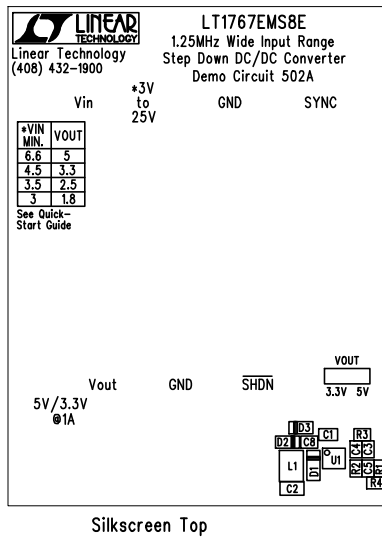 LT LINEAR
TECHNOLOGY
Linear Technology
(408) 432-1900
LT1767EMS8E
1.25MHz Wide Input Range
Step Down DC/DC Converter
Demo Circuit 502A
Vin
*3V
to
25V
GND
SYNC
*VIN MIN. VOUT
6.6 5
4.5 3.3
3.5 2.5
3 1.8
See Quick-
Start Guide
Vout
GND
SHDN
VOUT
3.3V 5V
5V/3.3V
@1A
D3
D2 C8 C1 R3
C4 C3
L1 D1 U1
R2 C5 R1
C2 R4
Silkscreen Top